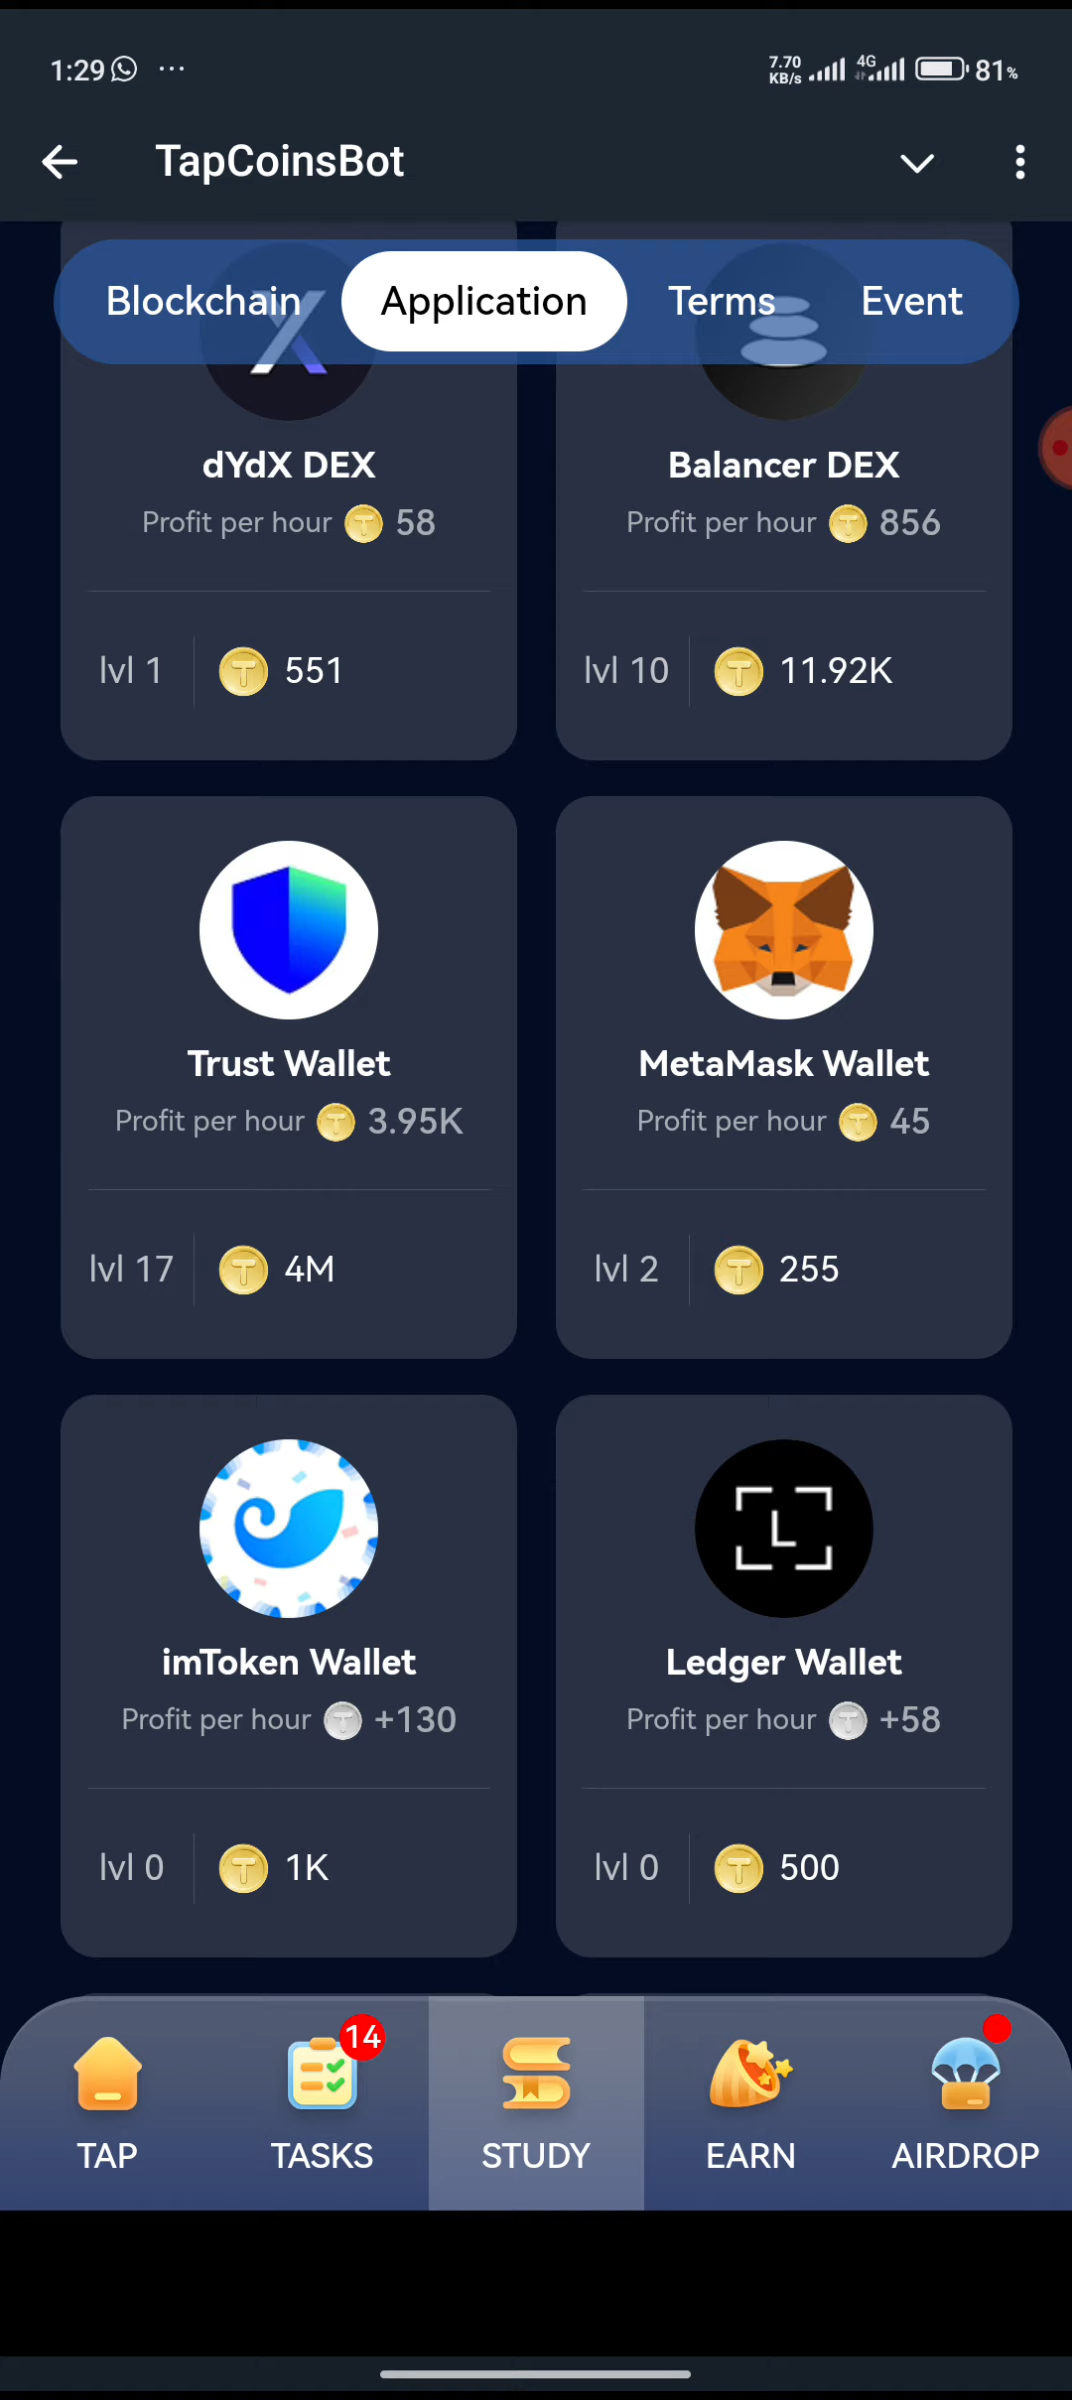 1:29 ... 7.70 KB/s 4G 81%
TapCoinsBot
Blockchain Application Terms Event
dYdX DEX Balancer DEX
Profit per hour 58 Profit per hour 856
lvl 1 551 lvl 10 11.92K
Trust Wallet MetaMask Wallet
Profit per hour 3.95K Profit per hour 45
lvl 17 4M lvl 2 255
imToken Wallet Ledger Wallet
Profit per hour +130 Profit per hour +58
lvl 0 1K lvl 0 500
14
TAP TASKS STUDY EARN AIRDROP